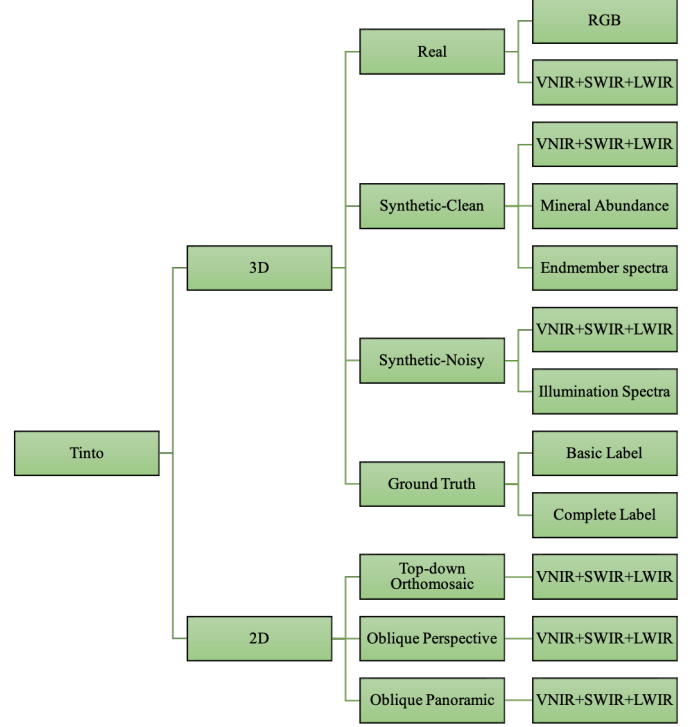 RGB
Real
VNIR+SWIR+LWIR
VNIR+SWIR+LWIR
Synthetic-Clean
Mineral Abundance
3D
Endmember spectra
VNIR+SWIR+LWIR
Synthetic-Noisy
Illumination Spectra
Tinto
Basic Label
Ground Truth
Complete Label
Top-down
Orthomosaic
VNIR+SWIR+LWIR
2D
Oblique Perspective
VNIR+SWIR+LWIR
Oblique Panoramic
VNIR+SWIR+LWIR